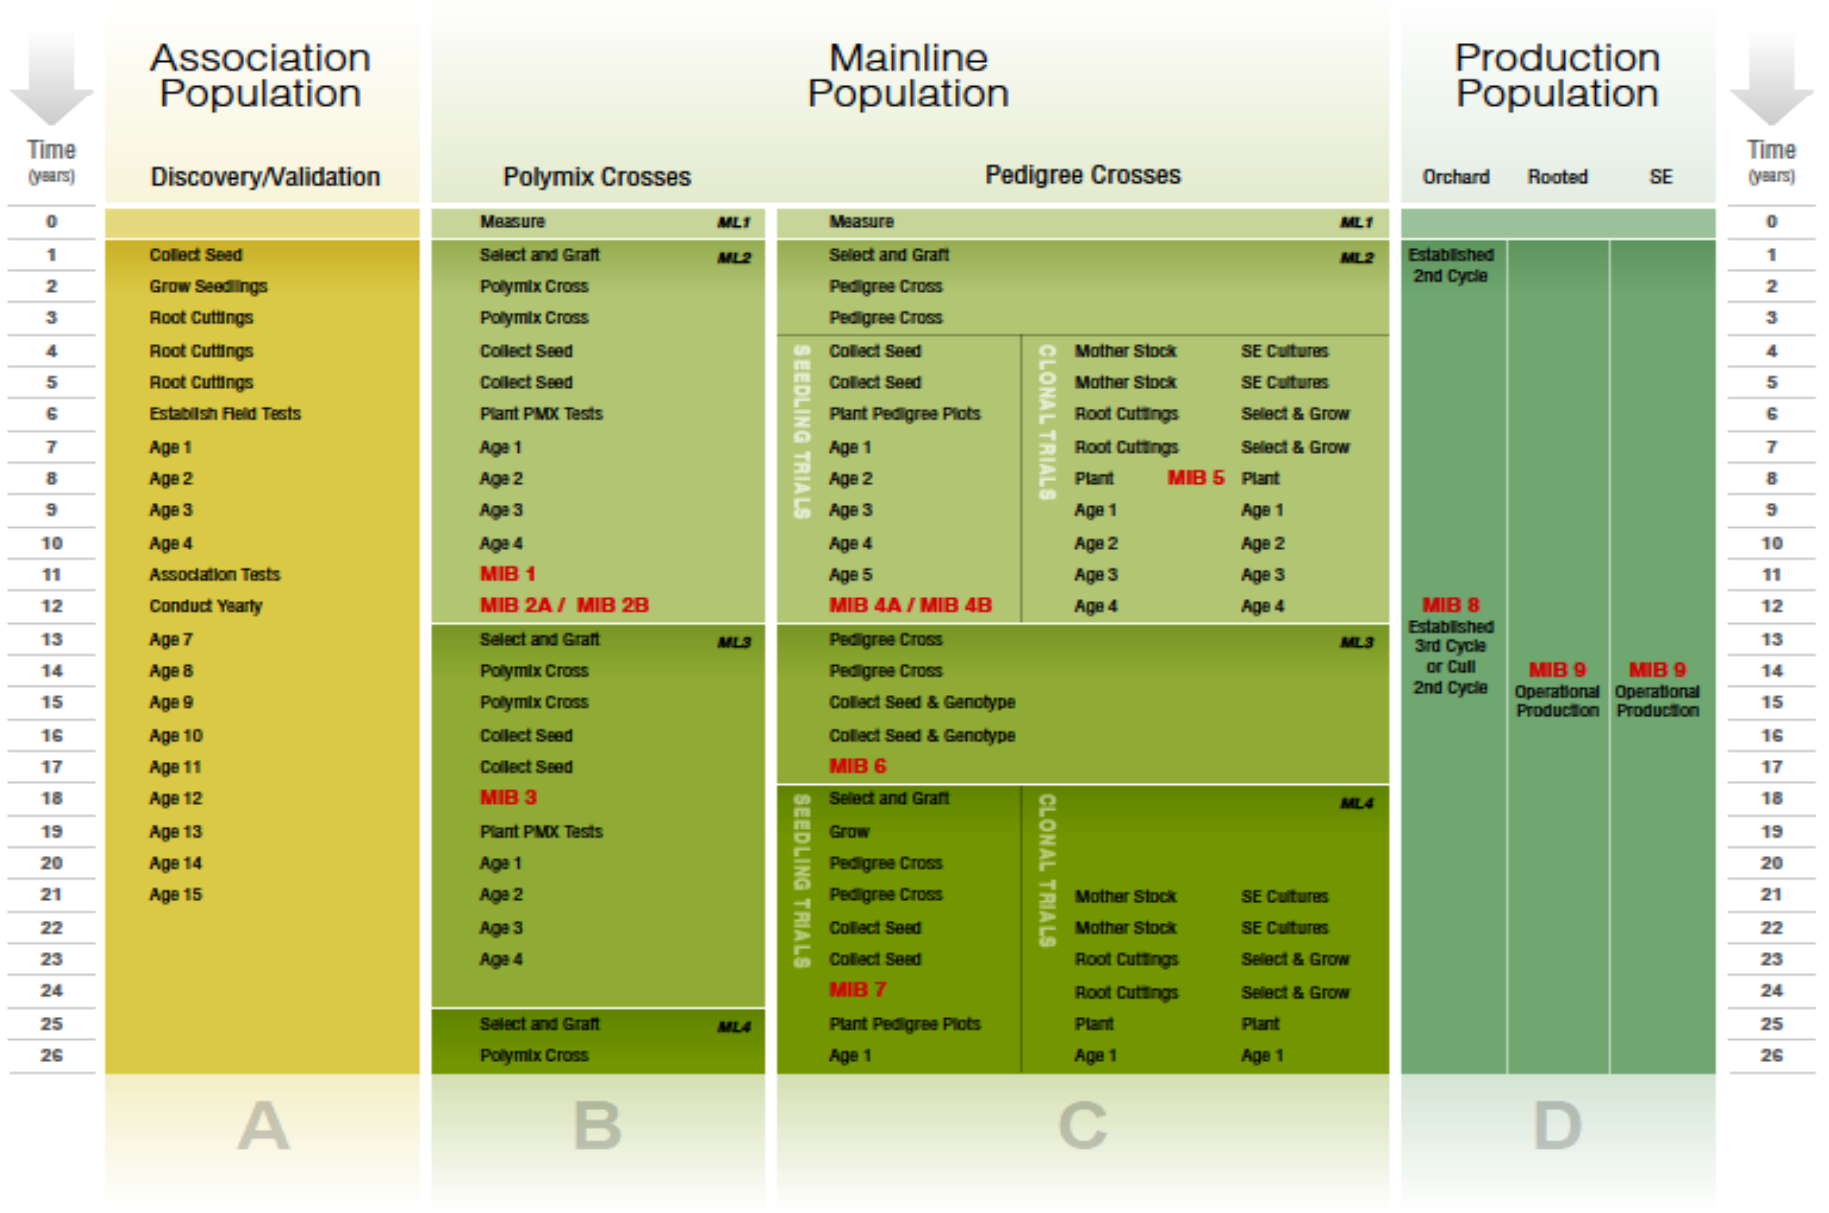 Association
Population
Mainline
Population
Production
Population
Time
(years)
Discovery/Validation
Polymix Crosses
Pedigree Crosses
Orchard Rooted SE
Time
(years)
0 Measure ML1 Measure ML1 0
1 Collect Seed Select and Graft ML2 Select and Graft ML2 Established 1
2 Grow Seedlings Polymix Cross Pedigree Cross 2nd Cycle 2
3 Root Cuttings Polymix Cross Pedigree Cross 3
SEEDLING TRIALS
CLONAL TRIALS
4 Root Cuttings Collect Seed Collect Seed Mother Stock SE Cultures 4
5 Root Cuttings Collect Seed Collect Seed Mother Stock SE Cultures 5
6 Establish Field Tests Plant PMX Tests Plant Pedigree Plots Root Cuttings Select & Grow 6
7 Age 1 Age 1 Age 1 Root Cuttings Select & Grow 7
8 Age 2 Age 2 Age 2 Plant MIB 5 Plant 8
9 Age 3 Age 3 Age 3 Age 1 Age 1 9
10 Age 4 Age 4 Age 4 Age 2 Age 2 10
11 Association Tests MIB 1 Age 5 Age 3 Age 3 11
12 Conduct Yearly MIB 2A / MIB 2B MIB 4A / MIB 4B Age 4 Age 4 MIB 8 12
Established
13 Age 7 Select and Graft ML3 Pedigree Cross ML3 3rd Cycle 13
or Cull
14 Age 8 Polymix Cross Pedigree Cross 2nd Cycle MIB 9 MIB 9 14
Operational Operational
15 Age 9 Polymix Cross Collect Seed & Genotype Production Production 15
16 Age 10 Collect Seed Collect Seed & Genotype 16
17 Age 11 Collect Seed MIB 6 17
SEEDLING TRIALS
CLONAL TRIALS
18 Age 12 MIB 3 Select and Graft ML4 18
19 Age 13 Plant PMX Tests Grow 19
20 Age 14 Age 1 Pedigree Cross 20
21 Age 15 Age 2 Pedigree Cross Mother Stock SE Cultures 21
22 Age 3 Collect Seed Mother Stock SE Cultures 22
23 Age 4 Collect Seed Root Cuttings Select & Grow 23
24 MIB 7 Root Cuttings Select & Grow 24
25 Select and Graft ML4 Plant Pedigree Plots Plant Plant 25
26 Polymix Cross Age 1 Age 1 Age 1 26
A B C D